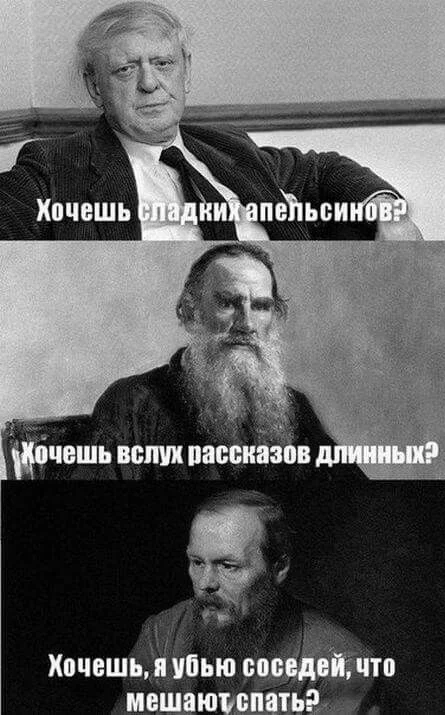 Хочешь сладких апельсинов?
Хочешь вслух рассказов длинных?
Хочешь, я убью соседей, что
мешают спать?